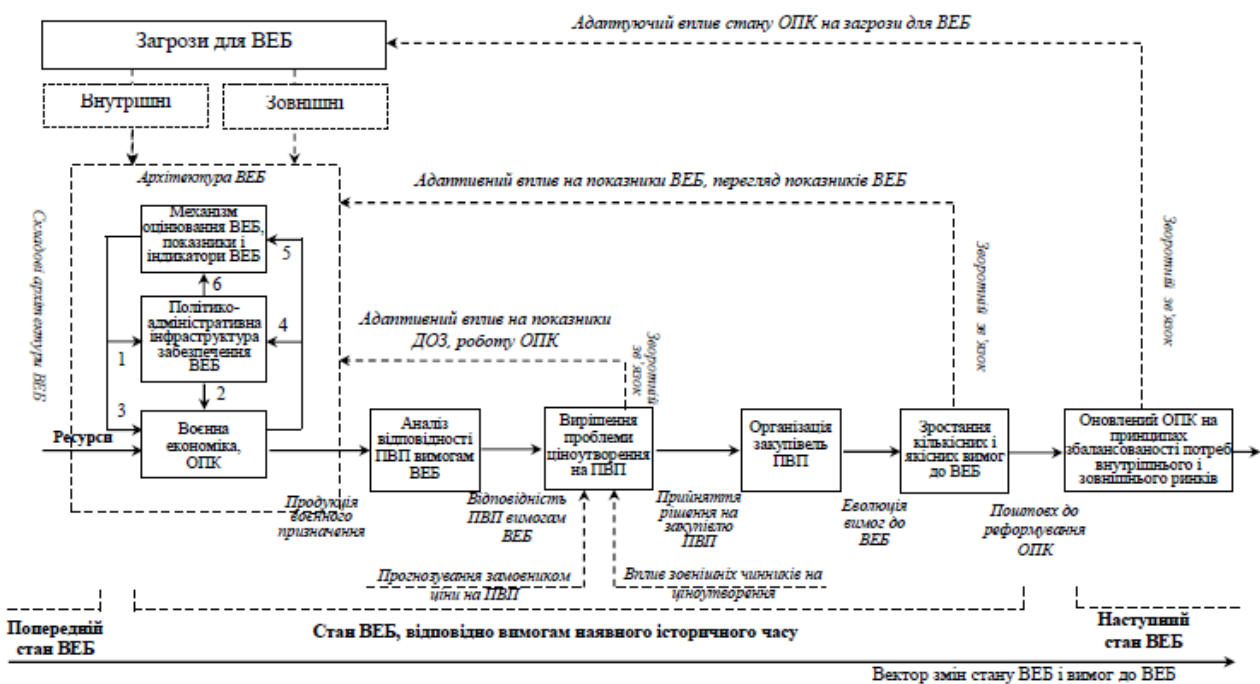 Загрози для ВЕБ
Адаптуючий вплив стану ОПК на загрози для ВЕБ
Внутрішні
Зовнішні
Архітектура ВЕБ
Складові архітектури ВЕБ
Механізм
оцінювання ВЕБ,
показники і
індикатори ВЕБ
5
6
Політико-
адміністративна
інфраструктура
забезпечення
ВЕБ
1
4
2
3
Ресурси
Воєнна
економіка,
ОПК
Адаптивний вплив на показники ВЕБ, перегляд показників ВЕБ
Зворотній зв'язок
Зворотній зв'язок
Адаптивний вплив на показники
ДОЗ, роботу ОПК
Зворотній
зв'язок
Продукція
воєнного
призначення
Аналіз
відповідності
ПВП вимогам
ВЕБ
Відповідність
ПВП вимогам
ВЕБ
Вирішення
проблеми
ціноутворення
на ПВП
Прийняття
рішення на
закупівлю
ПВП
Організація
закупівель
ПВП
Еволюція
вимог до
ВЕБ
Зростання
кількісних і
якісних вимог
до ВЕБ
Поштовх до
реформування
ОПК
Оновлений ОПК на
принципах
збалансованості потреб
внутрішнього і
зовнішнього ринків
Прогнозування замовником
ціни на ПВП
Вплив зовнішніх чинників на
ціноутворення
Попередній
стан ВЕБ
Стан ВЕБ, відповідно вимогам наявного історичного часу
Наступний
стан ВЕБ
Вектор змін стану ВЕБ і вимог до ВЕБ